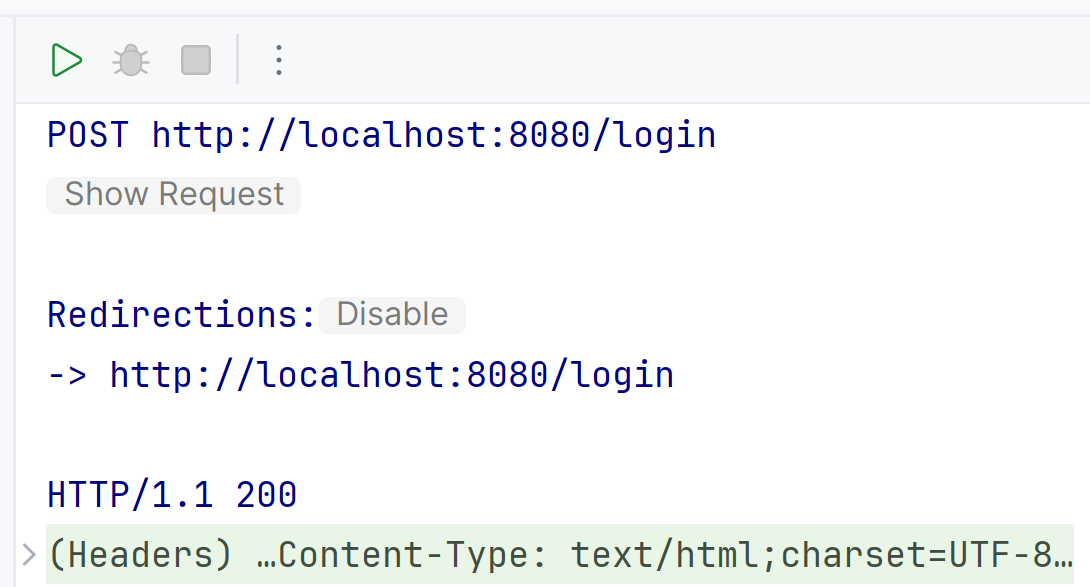 POST http://localhost:8080/login
Show Request
Redirections: Disable
-> http://localhost:8080/login
HTTP/1.1 200
(Headers) …Content-Type: text/html;charset=UTF-8…